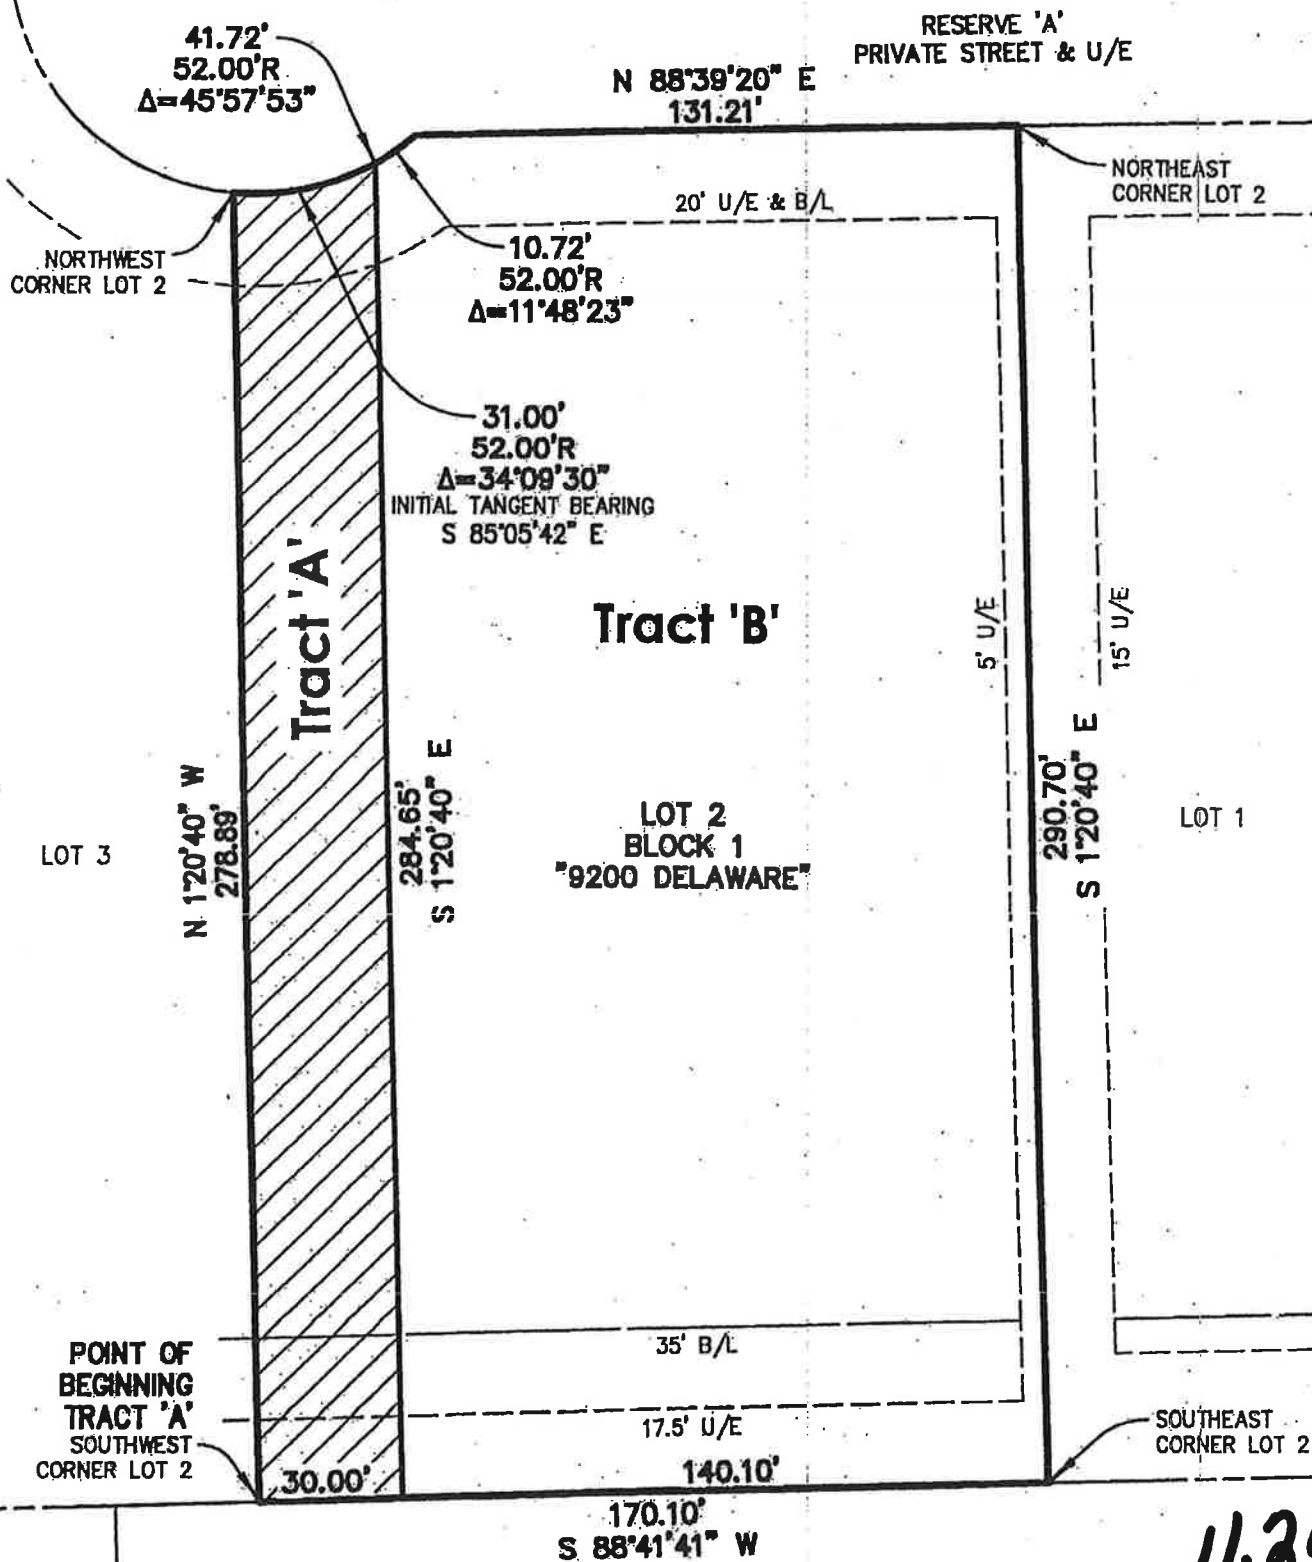 RESERVE 'A'
PRIVATE STREET & U/E
41.72'
52.00'R
Δ=45°57'53"
N 88°39'20" E
131.21'
NORTHEAST
CORNER LOT 2
20' U/E & B/L
NORTHWEST
CORNER LOT 2
10.72'
52.00'R
Δ=11°48'23"
31.00'
52.00'R
Δ=34°09'30"
INITIAL TANGENT BEARING
S 85°05'42" E
Tract 'A'
Tract 'B'
5' U/E
15' U/E
N 1°20'40" W
278.89'
284.65'
S 1°20'40" E
290.70'
S 1°20'40" E
LOT 3
LOT 2
BLOCK 1
"9200 DELAWARE"
LOT 1
35' B/L
POINT OF
BEGINNING
TRACT 'A'
SOUTHWEST
CORNER LOT 2
17.5' U/E
SOUTHEAST
CORNER LOT 2
30.00'
140.10'
170.10'
S 88°41'41" W